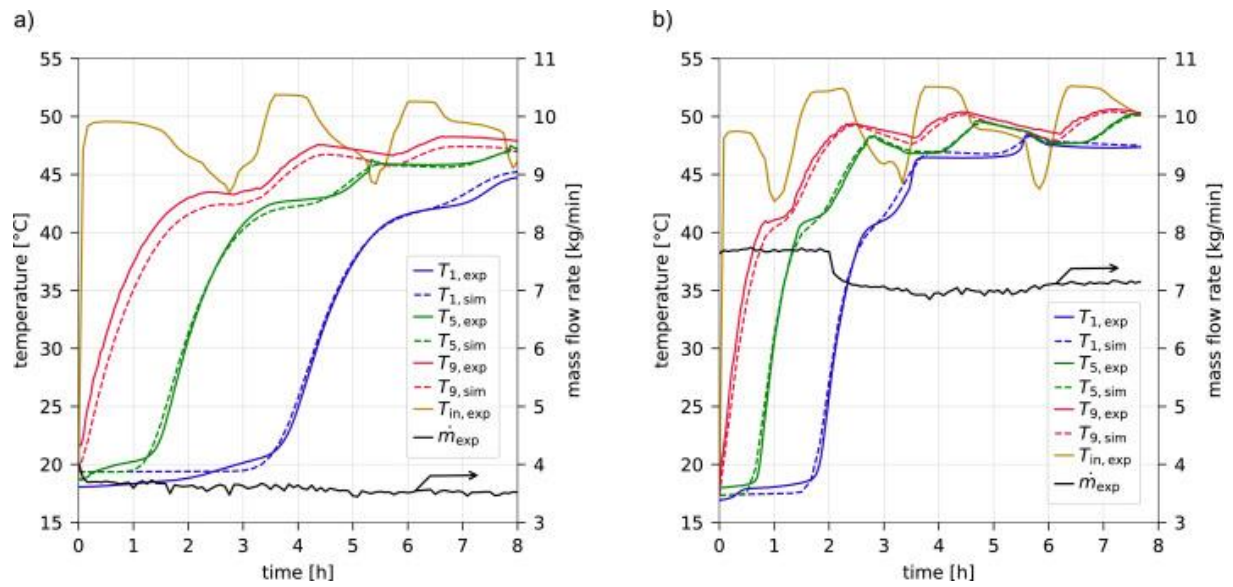 a)
55
50
45
40
35
30
25
20
15
temperature [°C]
11
10
9
8
7
6
5
4
3
mass flow rate [kg/min]
T1, exp
T1, sim
T5, exp
T5, sim
T9, exp
T9, sim
Tin, exp
ṁexp
0 1 2 3 4 5 6 7 8
time [h]
b)
55
50
45
40
35
30
25
20
15
temperature [°C]
11
10
9
8
7
6
5
4
3
mass flow rate [kg/min]
T1, exp
T1, sim
T5, exp
T5, sim
T9, exp
T9, sim
Tin, exp
ṁexp
0 1 2 3 4 5 6 7 8
time [h]